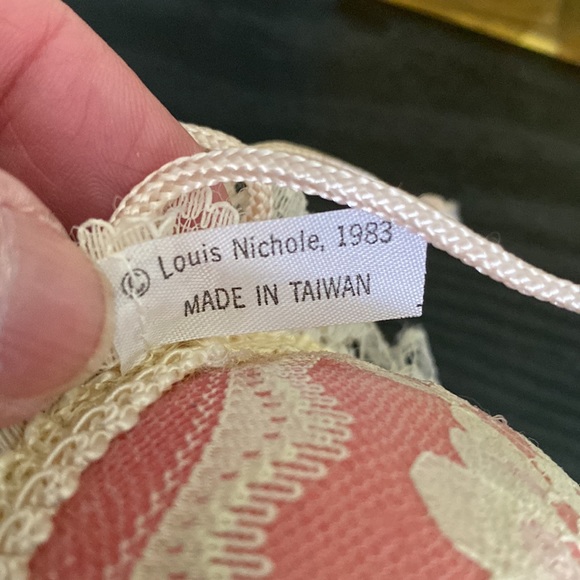 © Louis Nichole, 1983
MADE IN TAIWAN